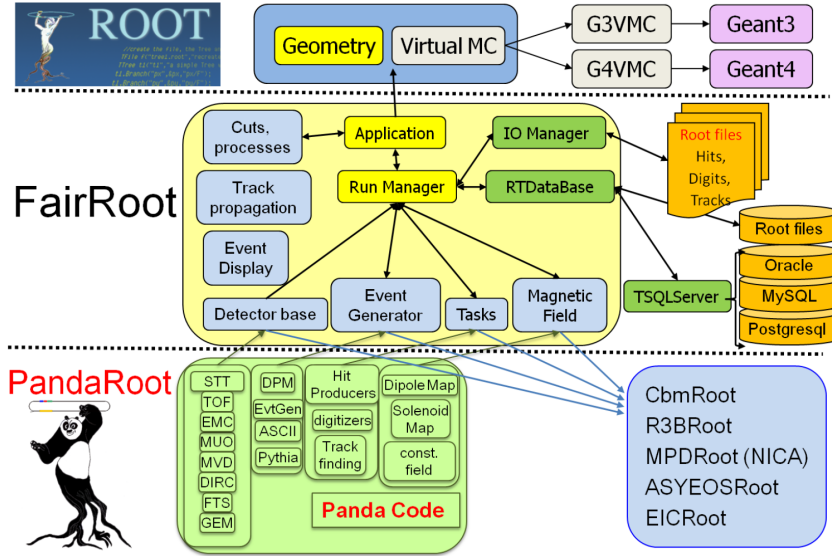 ROOT
Geometry
Virtual MC
G3VMC
Geant3
G4VMC
Geant4
FairRoot
Cuts,
processes
Application
IO Manager
Root files
Hits,
Digits,
Tracks
Track
propagation
Run Manager
RTDataBase
Root files
Event
Display
Oracle
TSQLServer
MySQL
Postgresql
Detector base
Event
Generator
Tasks
Magnetic
Field
PandaRoot
STT
TOF
EMC
MUO
MVD
DIRC
FTS
GEM
DPM
EvtGen
ASCII
Pythia
Hit
Producers
digitizers
Track
finding
Dipole Map
Solenoid
Map
const.
field
Panda Code
CbmRoot
R3BRoot
MPDRoot (NICA)
ASYEOSRoot
EICRoot